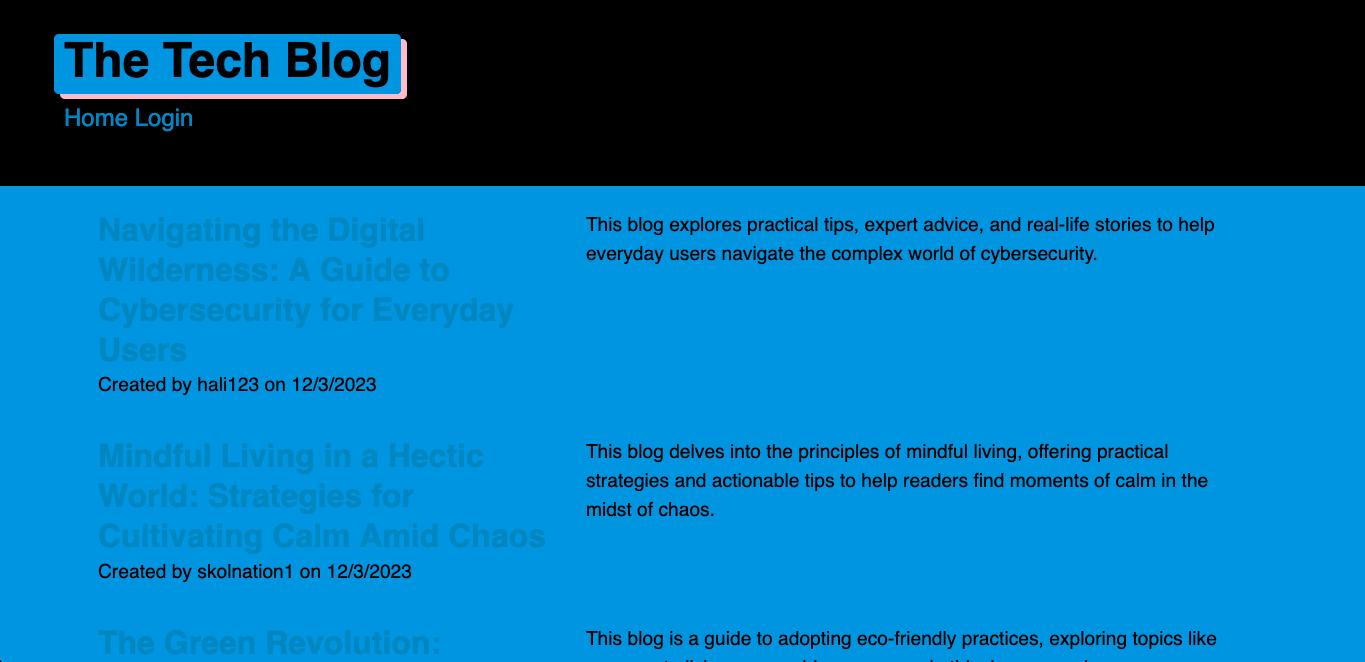 The Tech Blog
Home Login
Navigating the Digital
Wilderness: A Guide to
Cybersecurity for Everyday
Users
Created by hali123 on 12/3/2023
This blog explores practical tips, expert advice, and real-life stories to help
everyday users navigate the complex world of cybersecurity.
Mindful Living in a Hectic
World: Strategies for
Cultivating Calm Amid Chaos
Created by skolnation1 on 12/3/2023
This blog delves into the principles of mindful living, offering practical
strategies and actionable tips to help readers find moments of calm in the
midst of chaos.
The Green Revolution:
This blog is a guide to adopting eco-friendly practices, exploring topics like